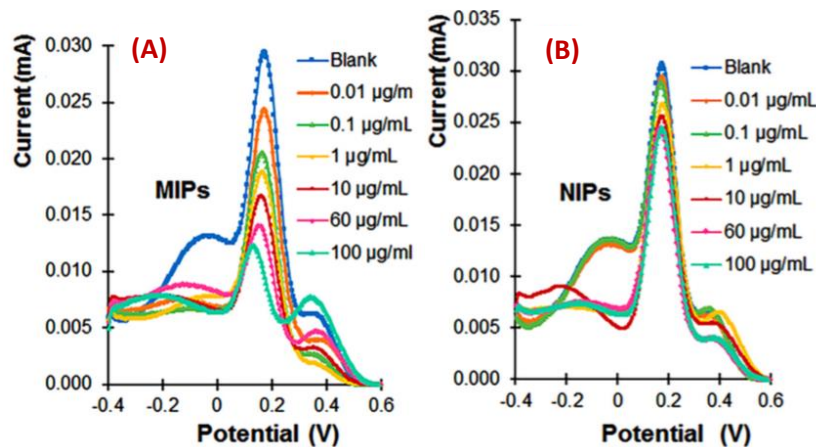 (A)
Current (mA)
0.030
0.025
0.020
0.015
0.010
0.005
0.000
-0.4
-0.2
0
0.2
0.4
0.6
Potential (V)
MIPs
Blank
0.01 µg/m
0.1 µg/mL
1 µg/mL
10 µg/mL
60 µg/mL
100 µg/ml
(B)
Current (mA)
0.035
0.030
0.025
0.020
0.015
0.010
0.005
0.000
-0.4
-0.2
0
0.2
0.4
0.6
Potential (V)
NIPs
Blank
0.01 µg/mL
0.1 µg/mL
1 µg/mL
10 µg/mL
60 µg/mL
100 µg/mL